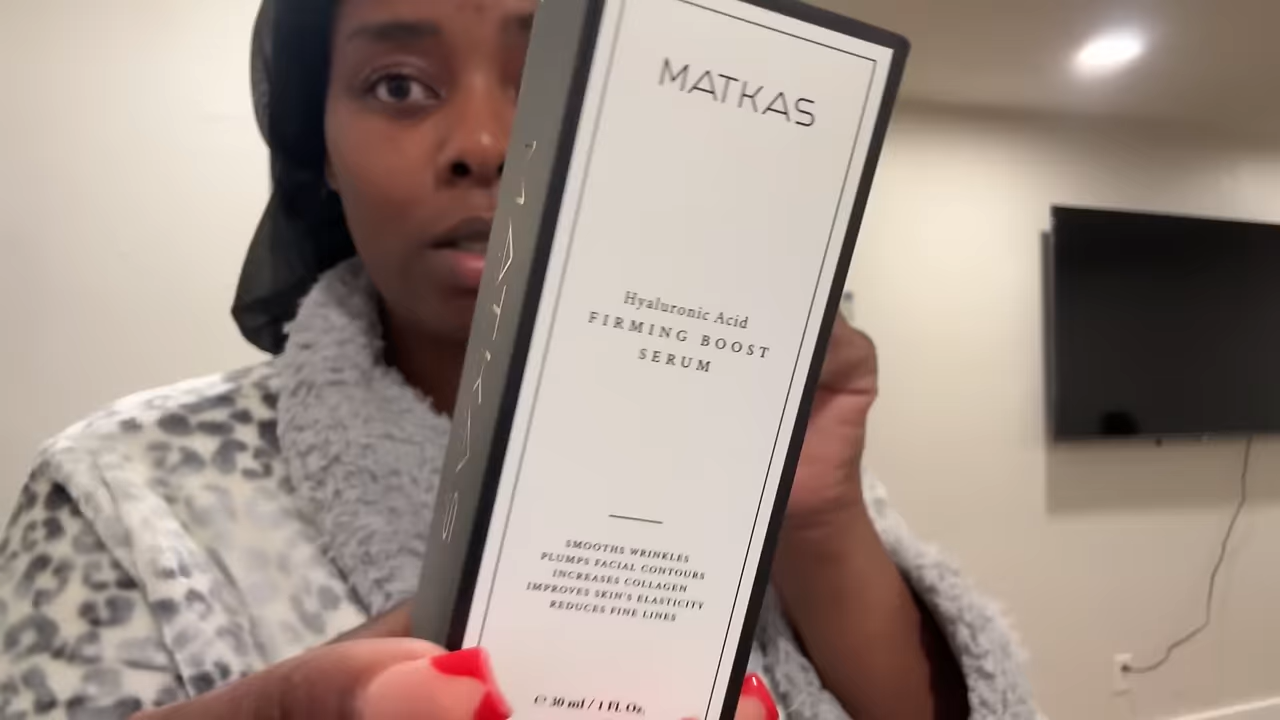 MATKAS
Hyaluronic Acid
FIRMING BOOST
SERUM
SMOOTHS WRINKLES
PLUMPS FACIAL CONTOURS
INCREASES COLLAGEN
IMPROVES SKIN'S ELASTICITY
REDUCES FINE LINES
℮ 30 ml / 1 FL Oz.
MATKAS